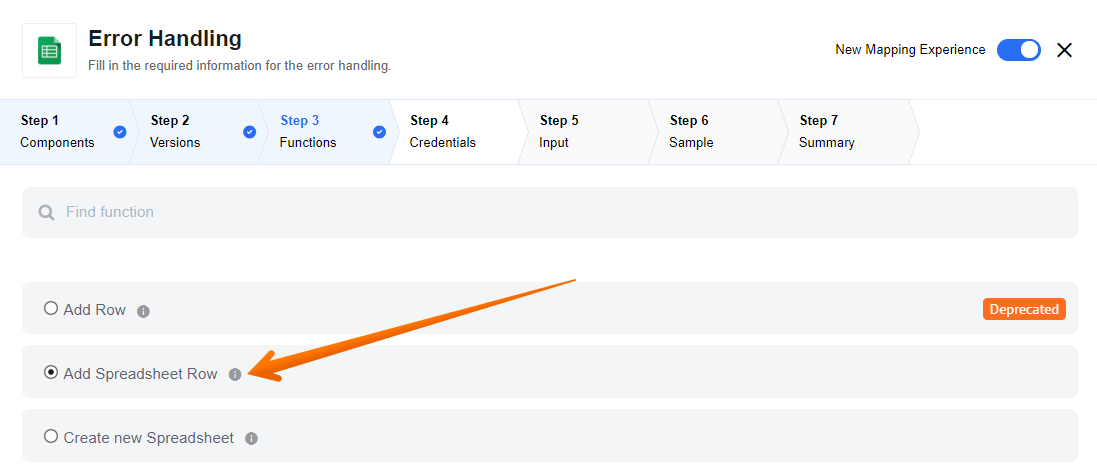 Error Handling
Fill in the required information for the error handling.
New Mapping Experience
Step 1
Components
Step 2
Versions
Step 3
Functions
Step 4
Credentials
Step 5
Input
Step 6
Sample
Step 7
Summary
Find function
Add Row
Deprecated
Add Spreadsheet Row
Create new Spreadsheet